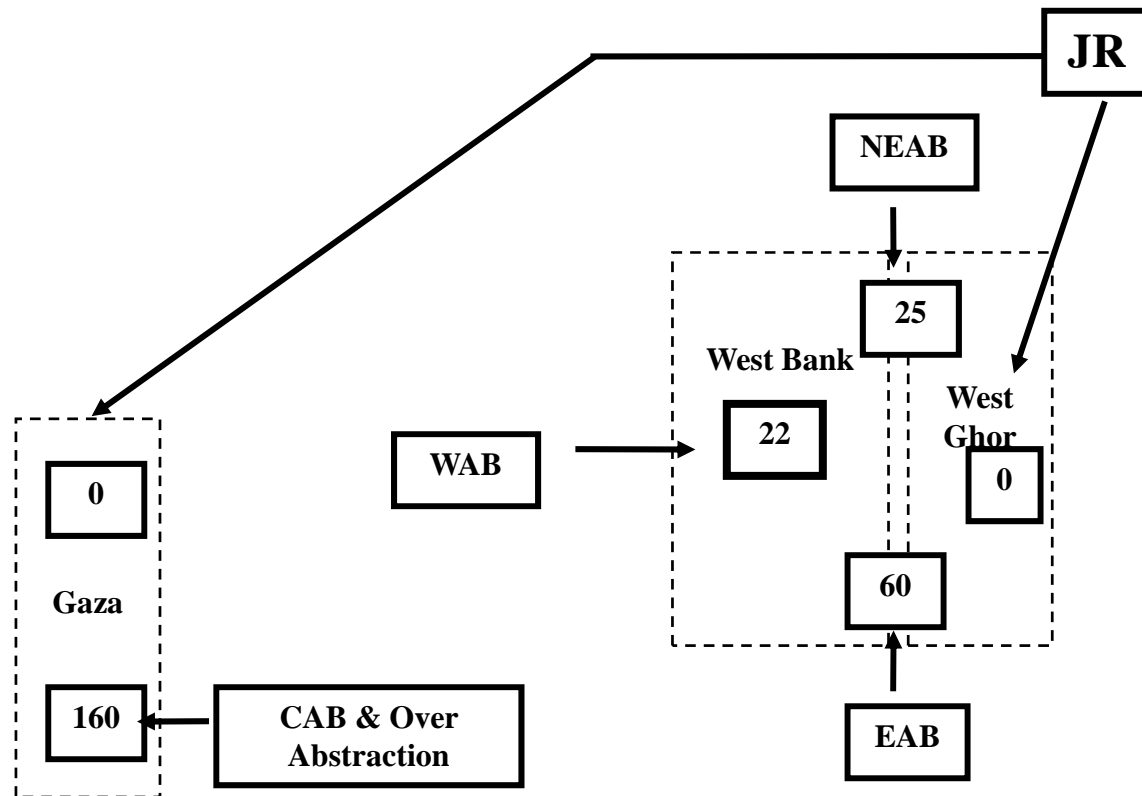 JR
NEAB
25
West Bank
West
Ghor
22
WAB
0
0
60
Gaza
160
CAB & Over
Abstraction
EAB